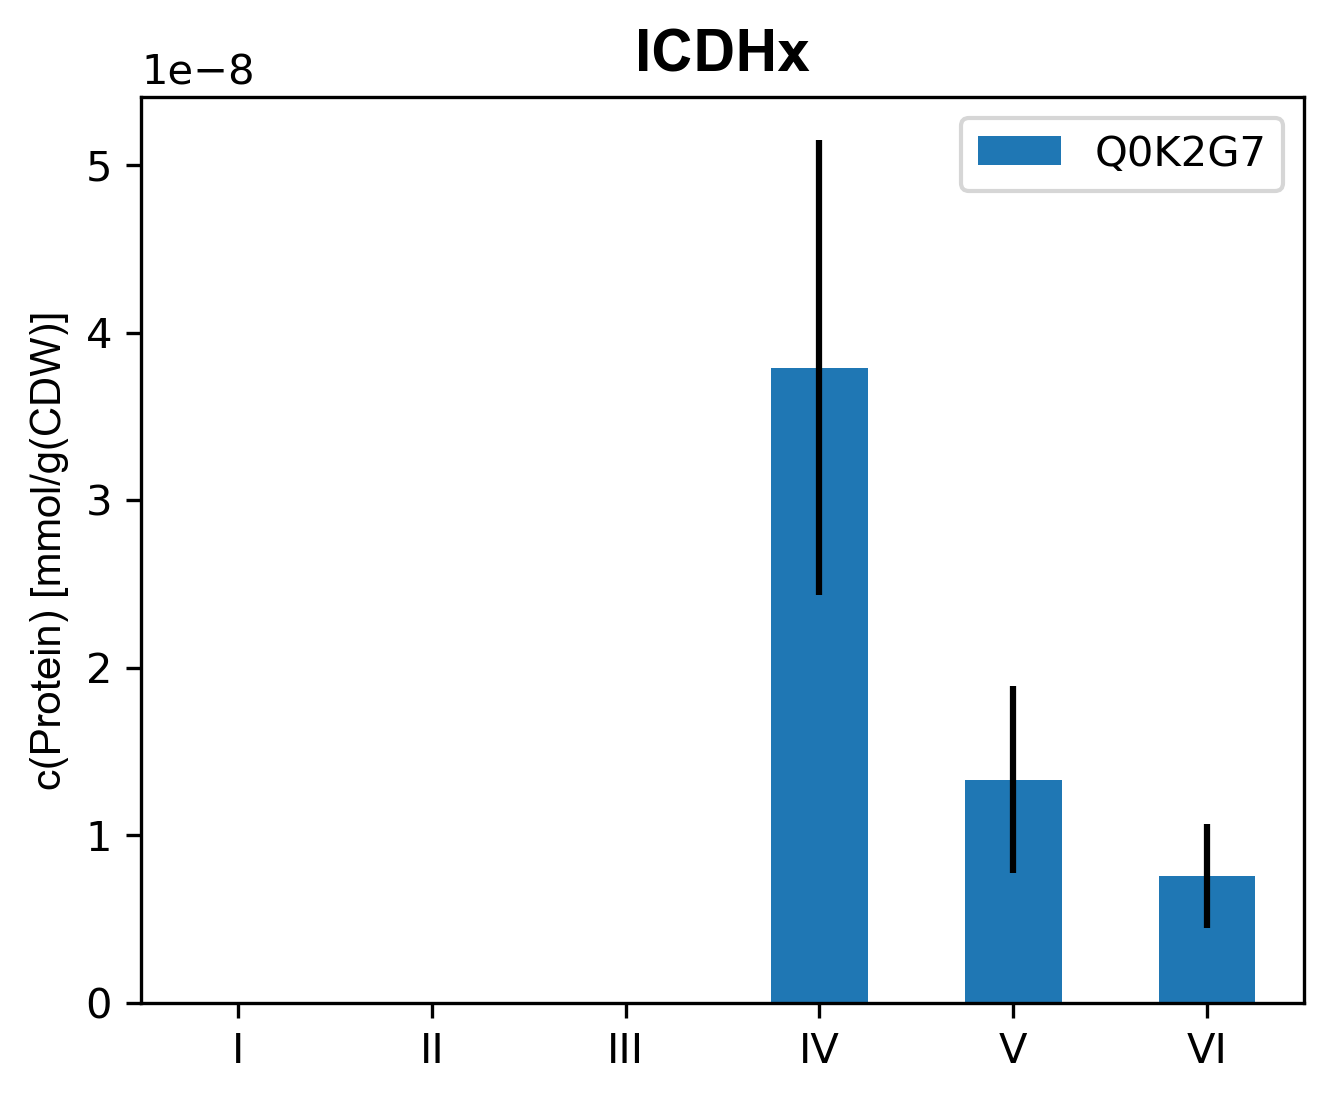 ICDHx
1e−8
Q0K2G7
5
4
3
2
1
0
c(Protein) [mmol/g(CDW)]
I II III IV V VI